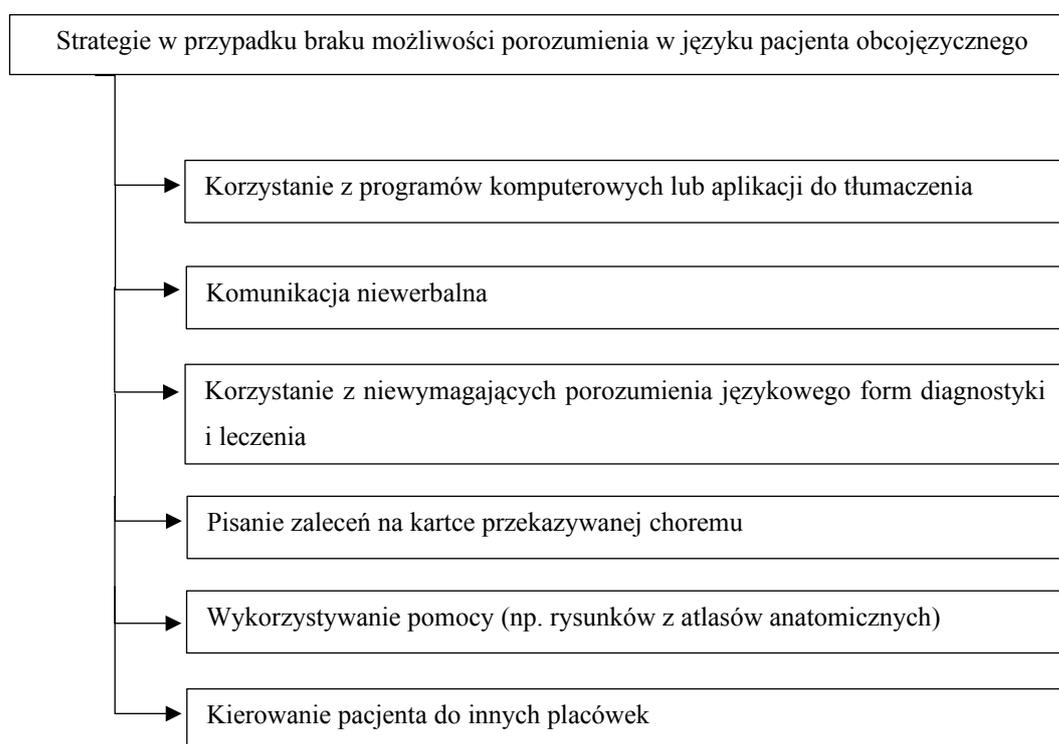 Strategie w przypadku braku możliwości porozumienia w języku pacjenta obcojęzycznego
Korzystanie z programów komputerowych lub aplikacji do tłumaczenia
Komunikacja niewerbalna
Korzystanie z niewymagających porozumienia językowego form diagnostyki
i leczenia
Pisanie zaleceń na kartce przekazywanej choremu
Wykorzystywanie pomocy (np. rysunków z atlasów anatomicznych)
Kierowanie pacjenta do innych placówek